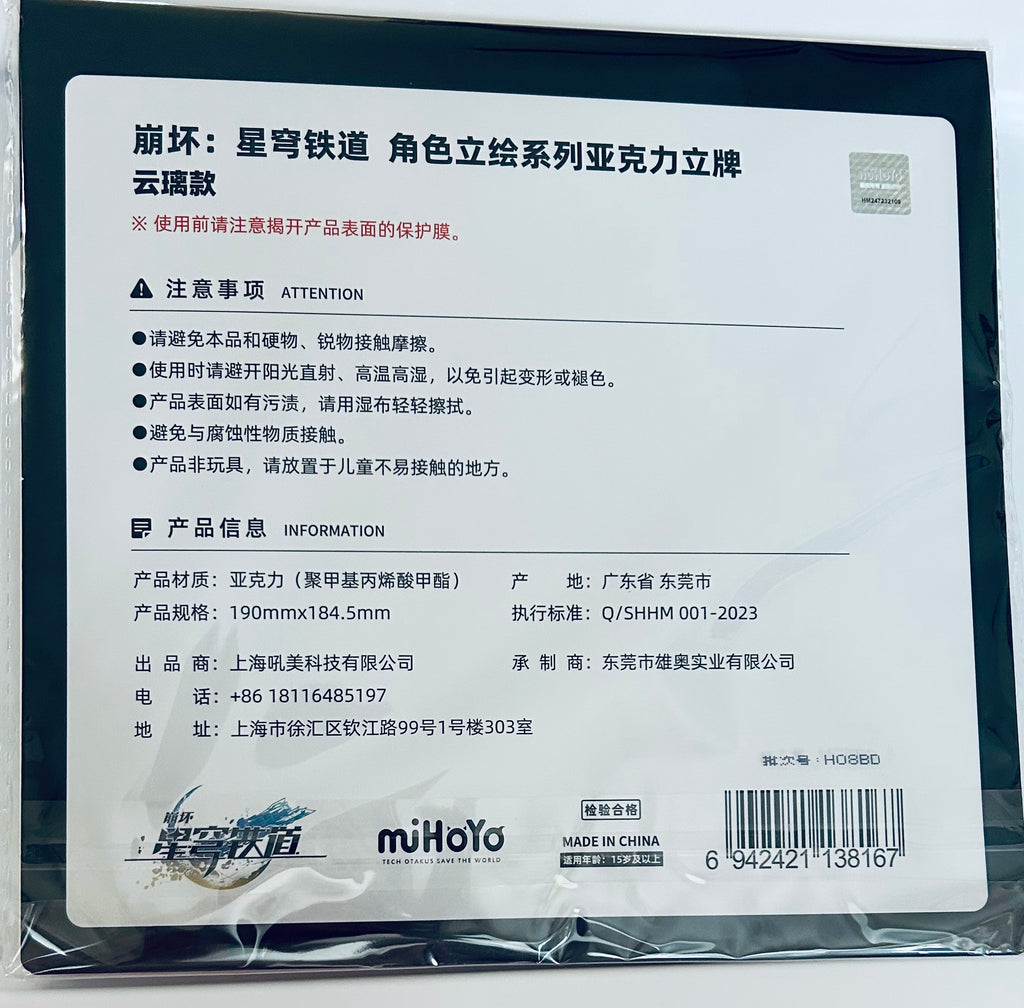 崩坏：星穹铁道 角色立绘系列亚克力立牌
云璃款
miHoYo
HM247232109
※ 使用前请注意揭开产品表面的保护膜。
注意事项 ATTENTION
●请避免本品和硬物、锐物接触摩擦。
●使用时请避开阳光直射、高温高湿，以免引起变形或褪色。
●产品表面如有污渍，请用湿布轻轻擦拭。
●避免与腐蚀性物质接触。
●产品非玩具，请放置于儿童不易接触的地方。
产品信息 INFORMATION
产品材质：亚克力（聚甲基丙烯酸甲酯） 产 地：广东省 东莞市
产品规格：190mmx184.5mm 执行标准：Q/SHHM 001-2023
出品商：上海吼美科技有限公司 承制商：东莞市雄奥实业有限公司
电 话：+86 18116485197
地 址：上海市徐汇区钦江路99号1号楼303室
批次号：H08BD
崩坏
星穹铁道
miHoYo
TECH OTAKUS SAVE THE WORLD
检验合格
MADE IN CHINA
适用年龄：15岁及以上
6 942421 138167